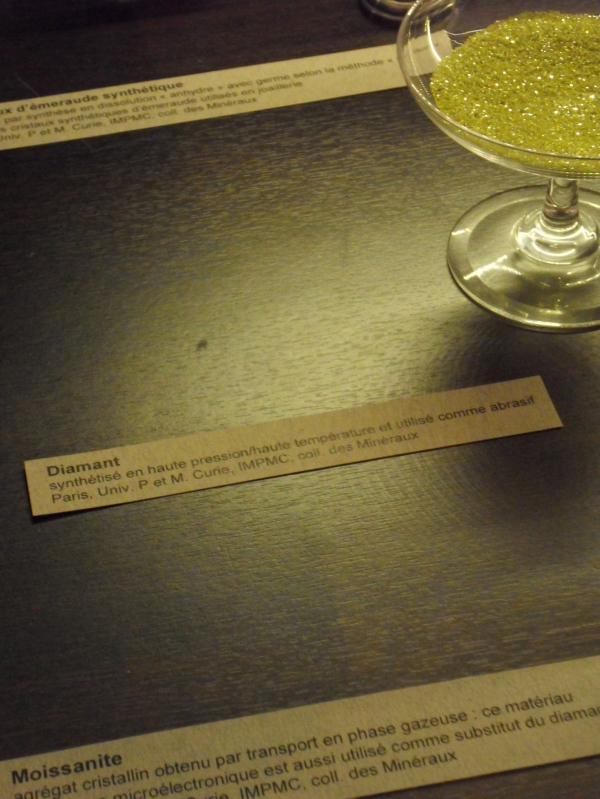 d'émeraude synthétique
par synthèse en dissolution « anhydre » avec germe selon la méthode «
cristaux synthétiques d'émeraude utilisés en joaillerie
Univ. P et M. Curie, IMPMC, coll. des Minéraux
Diamant
synthétisé en haute pression/haute température et utilisé comme abrasif
Paris, Univ. P et M. Curie, IMPMC, coll. des Minéraux
Moissanite
agrégat cristallin obtenu par transport en phase gazeuse : ce matériau
microélectronique est aussi utilisé comme substitut du
Curie, IMPMC, coll. des Minéraux